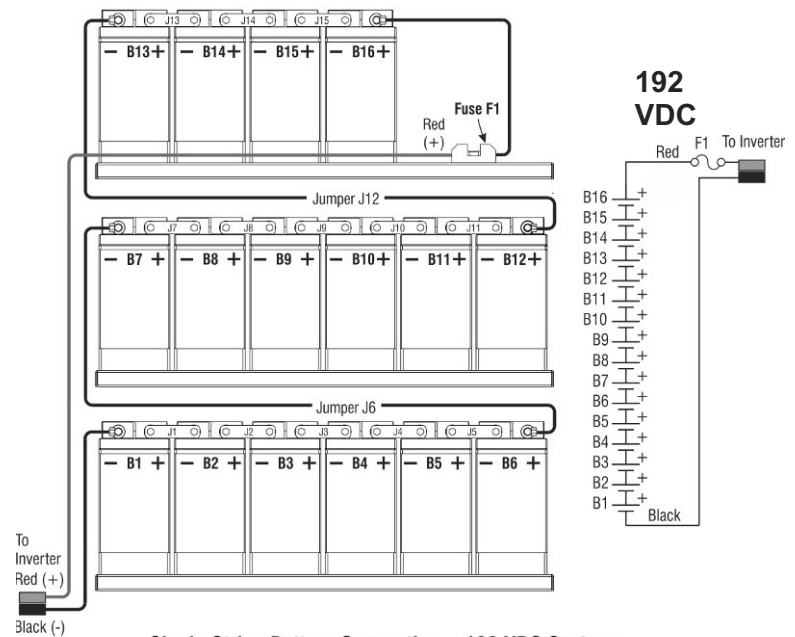 J13 J14 J15
− B13+ − B14+ − B15+ − B16+
Fuse F1
Red
(+)
Jumper J12
J7 J8 J9 J10 J11
− B7 + − B8 + − B9 + − B10+ − B11+ − B12+
Jumper J6
J1 J2 J3 J4 J5
− B1 + − B2 + − B3 + − B4 + − B5 + − B6 +
To
Inverter
Red (+)
Black (-)
192
VDC
Red F1 To Inverter
B16 +
B15 +
B14 +
B13 +
B12 +
B11 +
B10 +
B9 +
B8 +
B7 +
B6 +
B5 +
B4 +
B3 +
B2 +
B1 +
Black